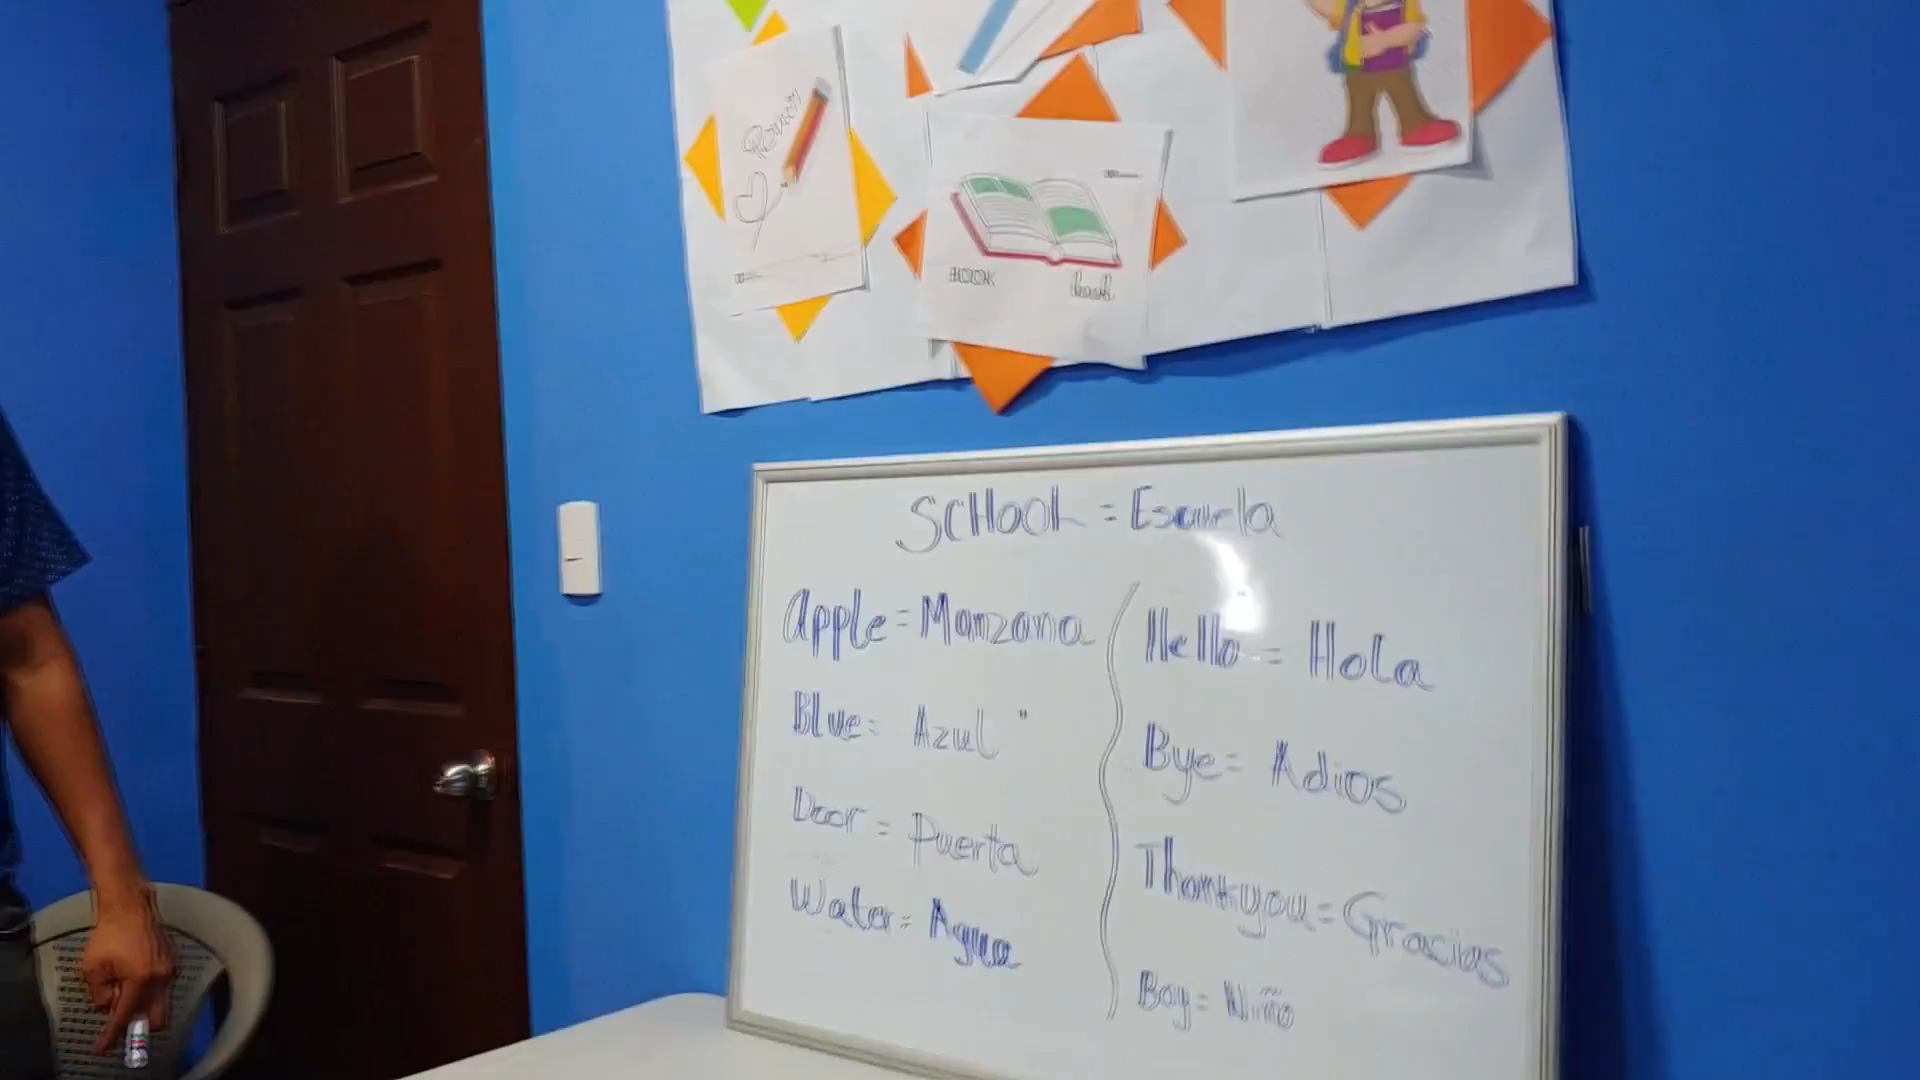 BOOK book
SCHOOL = Escuela
Apple = Manzana
Blue = Azul
Door = Puerta
Water = Agua
Hello = Hola
Bye = Adios
Thank you = Gracias
Boy = Niño